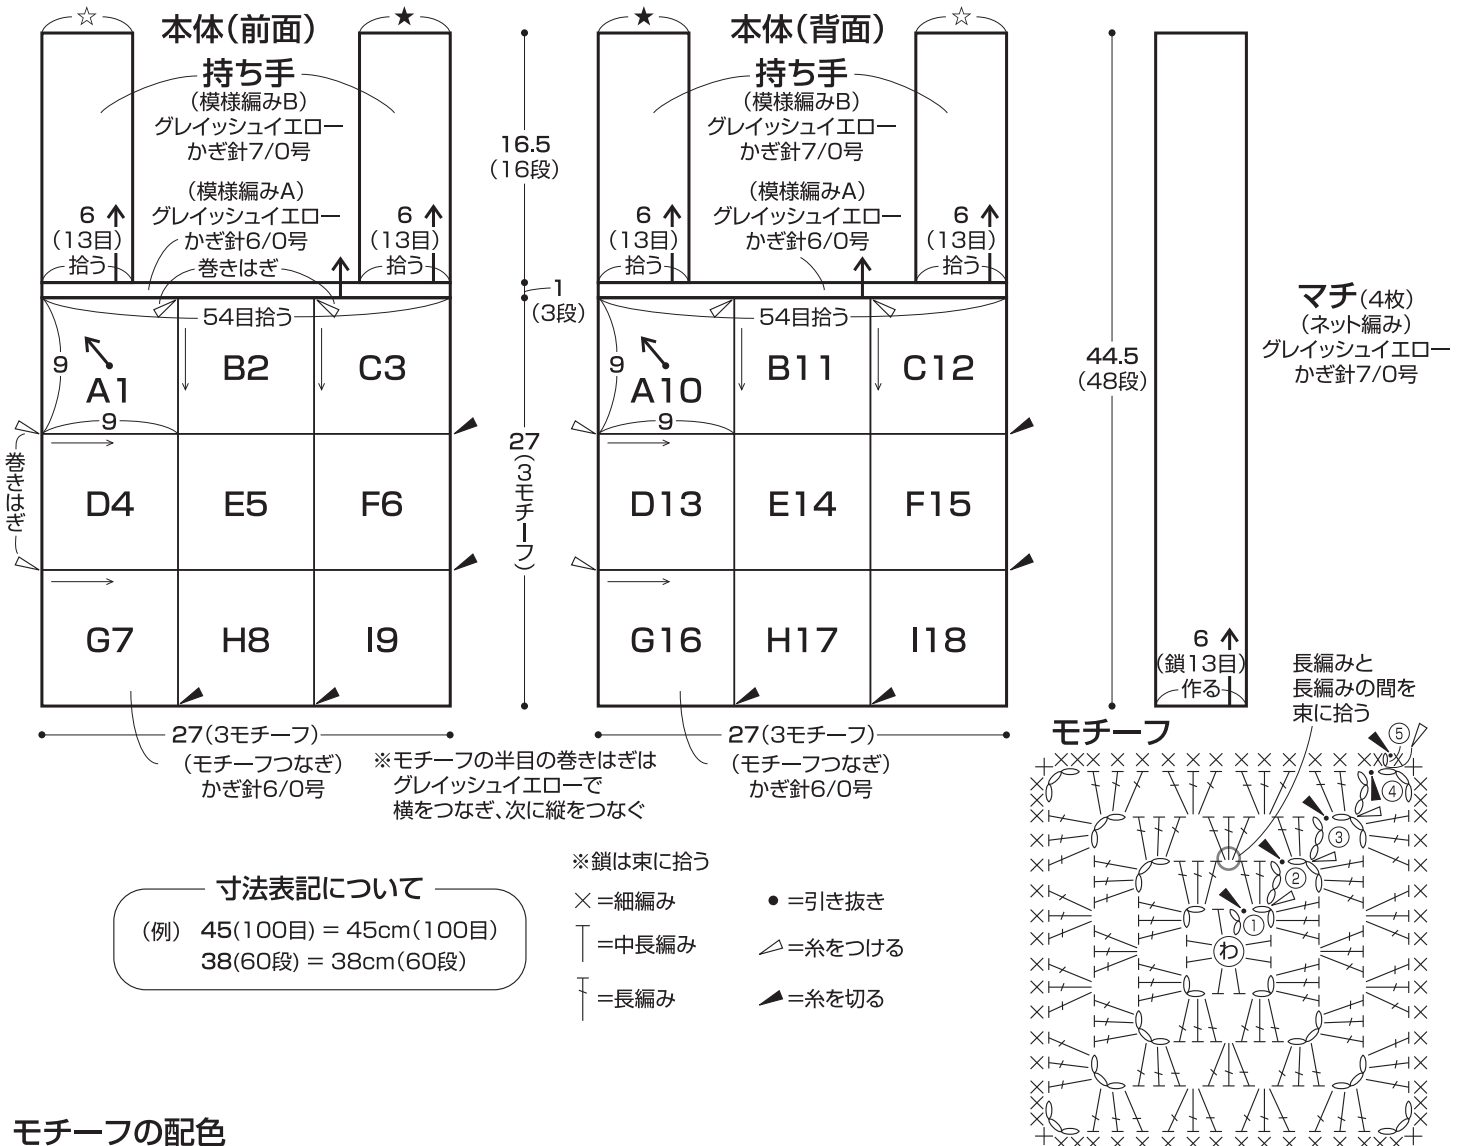 ☆
本体(前面)
★
持ち手
(模様編みB)
グレイッシュイエロー
かぎ針7/0号
(模様編みA)
グレイッシュイエロー
かぎ針6/0号
6
(13目)
拾う
6
(13目)
拾う
巻きはぎ
54目拾う
9
A1
9
B2
C3
D4
E5
F6
G7
H8
I9
巻きはぎ
27(3モチーフ)
(モチーフつなぎ)
かぎ針6/0号
16.5
(16段)
1
(3段)
27(3モチーフ)
★
本体(背面)
☆
持ち手
(模様編みB)
グレイッシュイエロー
かぎ針7/0号
(模様編みA)
グレイッシュイエロー
かぎ針6/0号
6
(13目)
拾う
6
(13目)
拾う
54目拾う
9
A10
9
B11
C12
D13
E14
F15
G16
H17
I18
27(3モチーフ)
(モチーフつなぎ)
かぎ針6/0号
44.5
(48段)
マチ(4枚)
(ネット編み)
グレイッシュイエロー
かぎ針7/0号
6
(鎖13目)
作る
※モチーフの半目の巻きはぎは
グレイッシュイエローで
横をつなぎ、次に縦をつなぐ
寸法表記について
(例) 45(100目) = 45cm(100目)
38(60段) = 38cm(60段)
※鎖は束に拾う
×=細編み
=中長編み
=長編み
●=引き抜き
=糸をつける
=糸を切る
モチーフ
長編みと
長編みの間を
束に拾う
⑤
④
③
②
①
わ
モチーフの配色